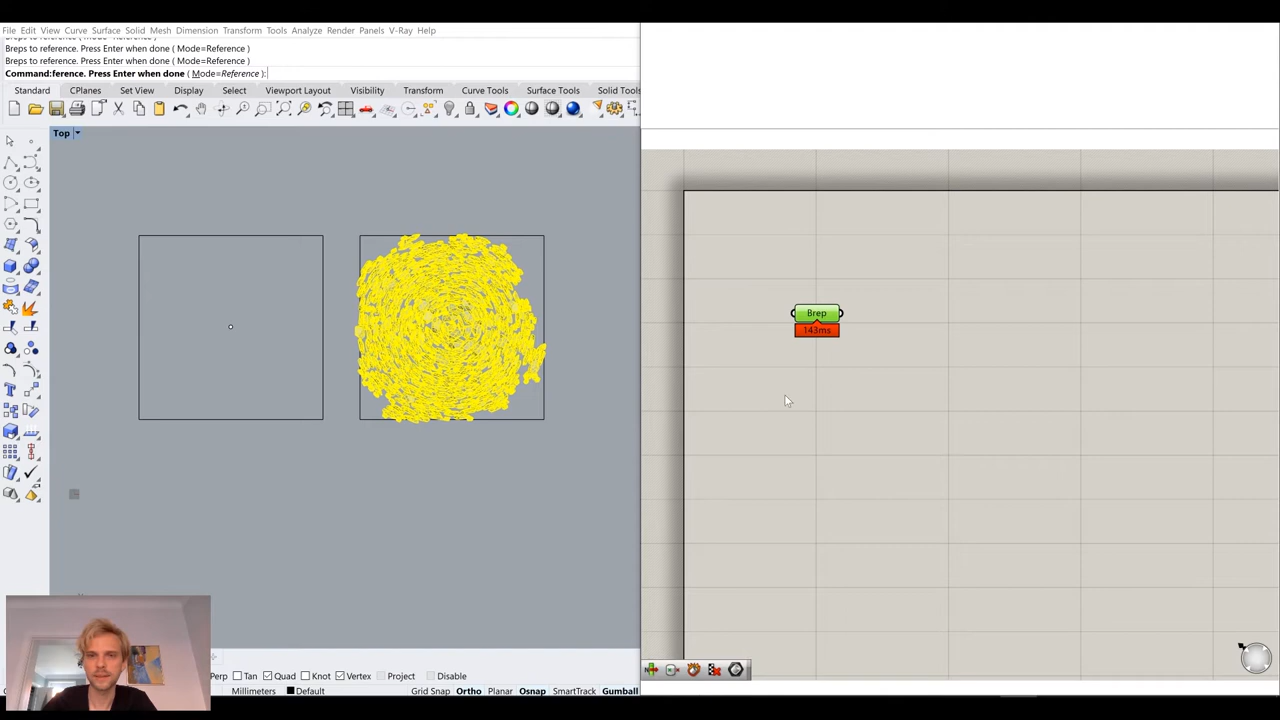 File Edit View Curve Surface Solid Mesh Dimension Transform Tools Analyze Render Panels V-Ray Help
Breps to reference. Press Enter when done ( Mode=Reference )
Breps to reference. Press Enter when done ( Mode=Reference )
Command:ference. Press Enter when done ( Mode=Reference ):
Standard CPlanes Set View Display Select Viewport Layout Visibility Transform Curve Tools Surface Tools Solid Tools
Top
Brep
143ms
Perp Tan Quad Knot Vertex Project Disable
Millimeters Default Grid Snap Ortho Planar Osnap SmartTrack Gumball